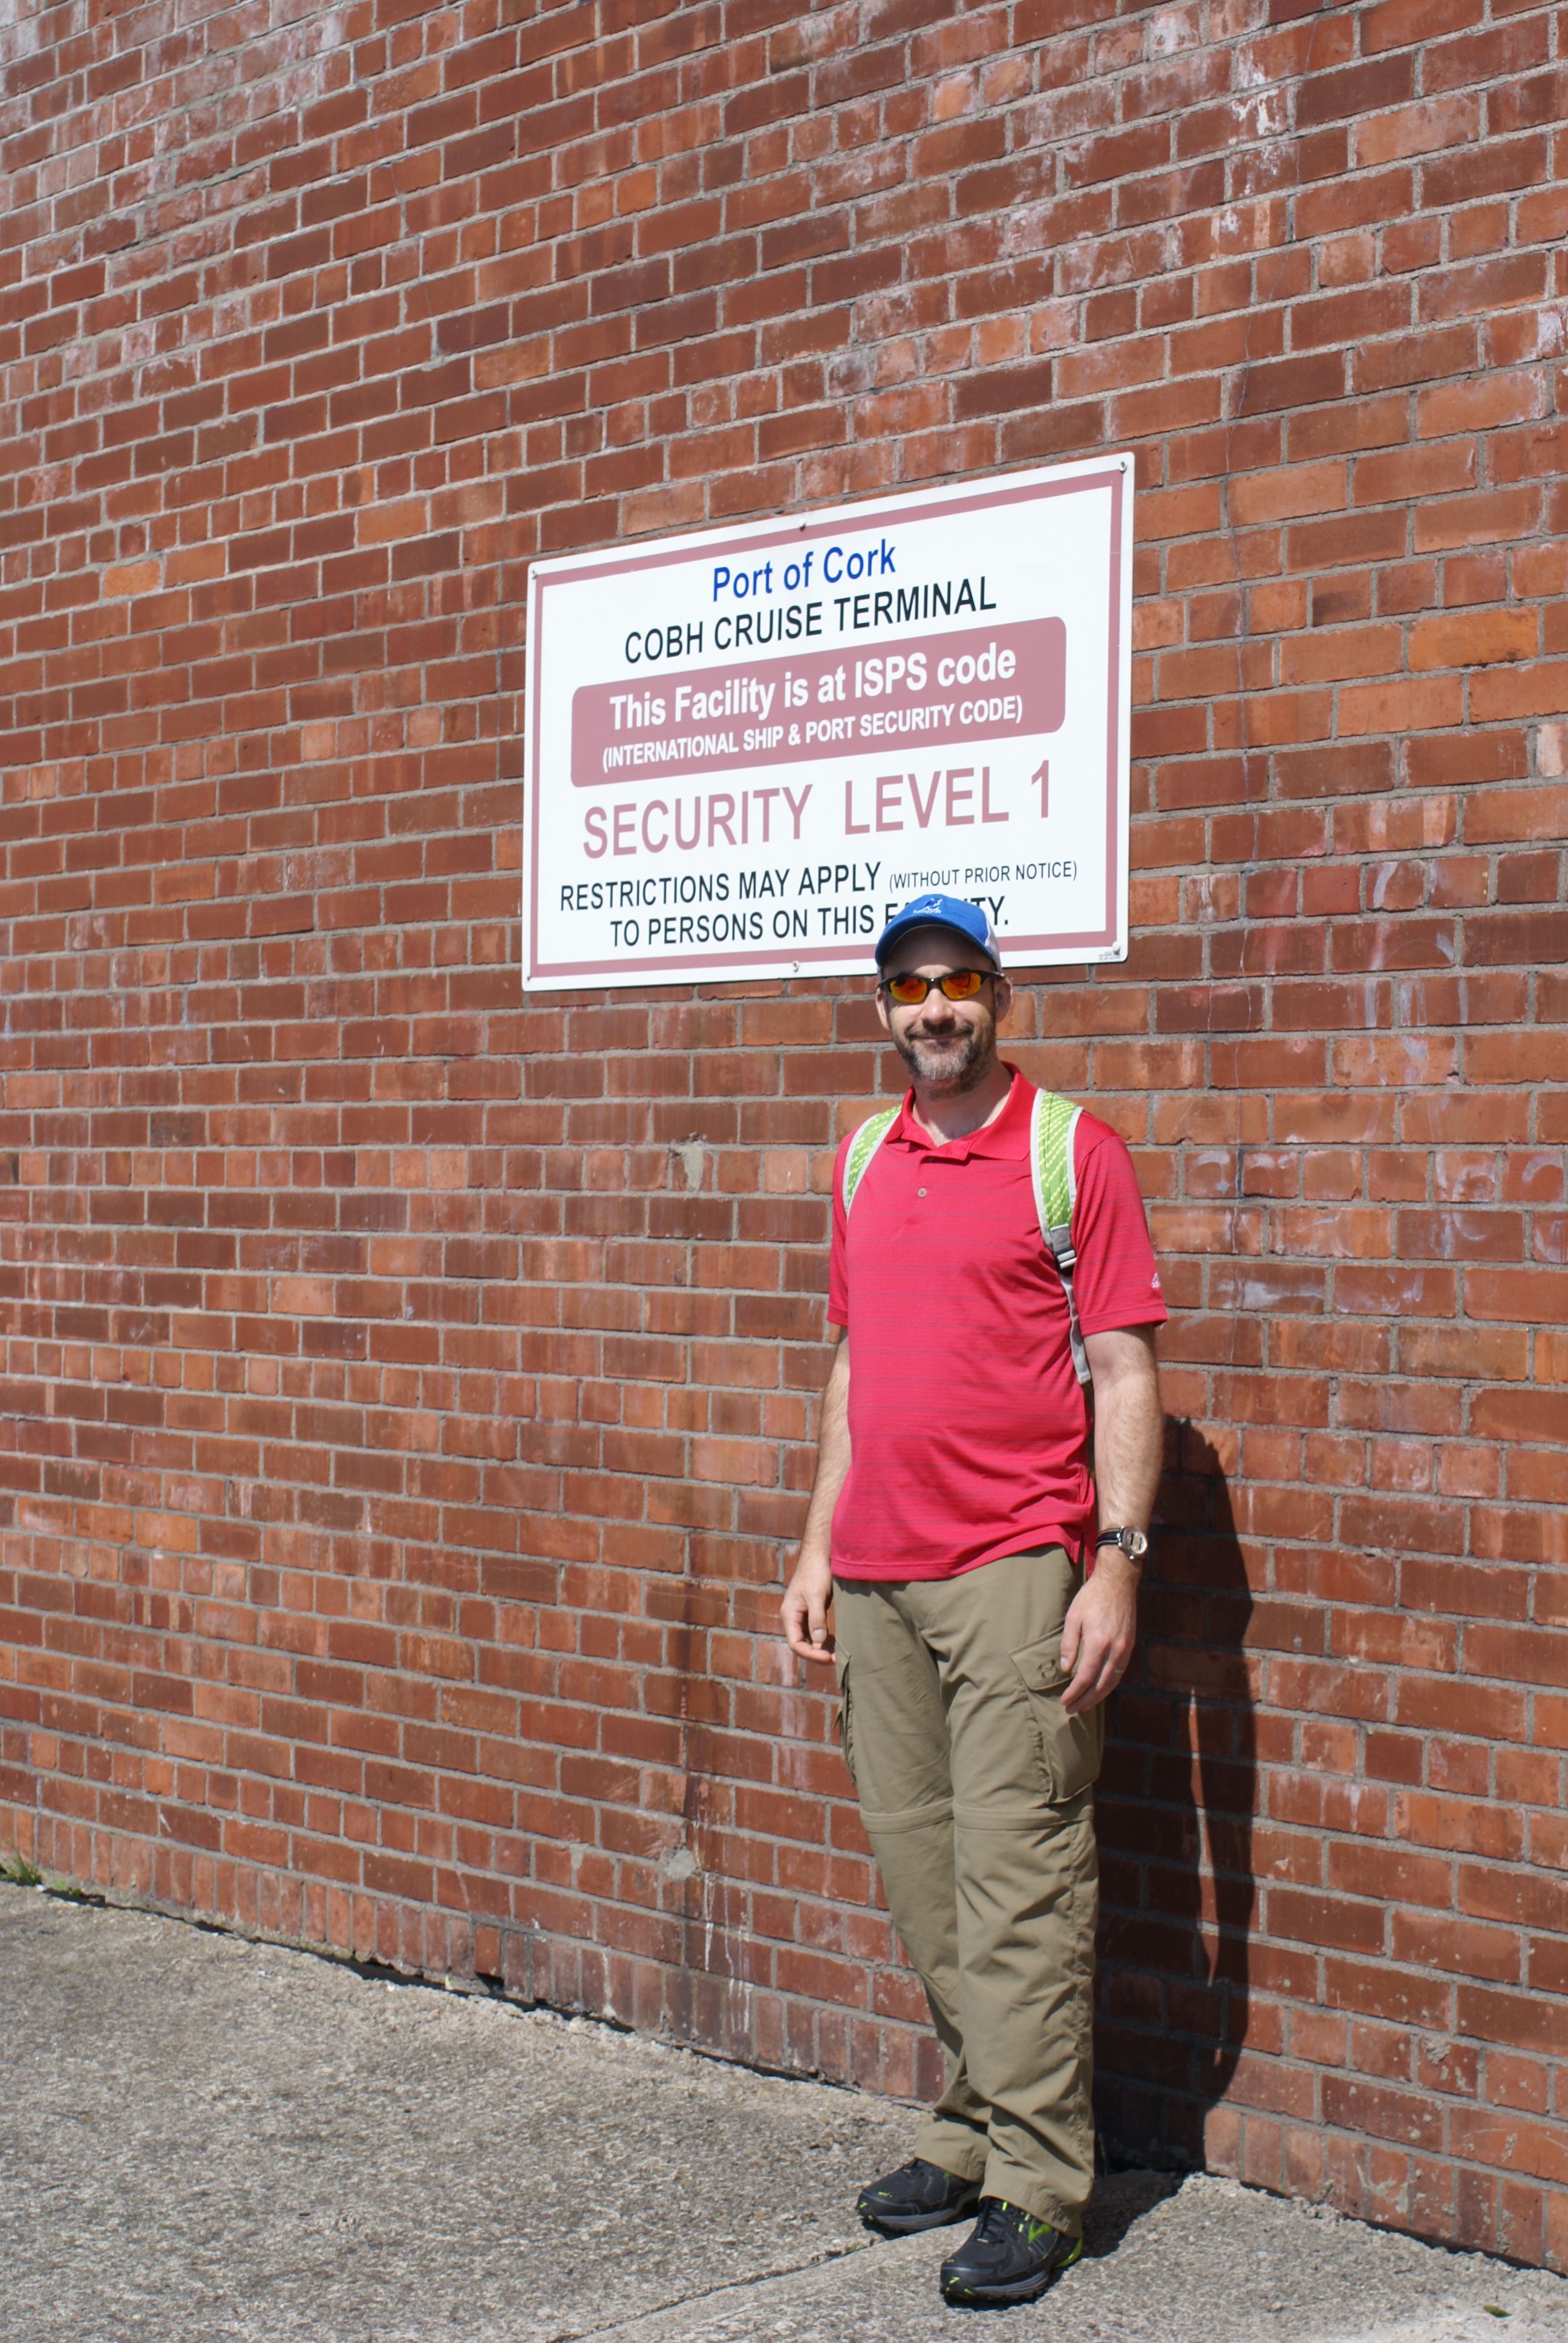 Port of Cork
COBH CRUISE TERMINAL
This Facility is at ISPS code
(INTERNATIONAL SHIP & PORT SECURITY CODE)
SECURITY LEVEL 1
RESTRICTIONS MAY APPLY (WITHOUT PRIOR NOTICE)
TO PERSONS ON THIS